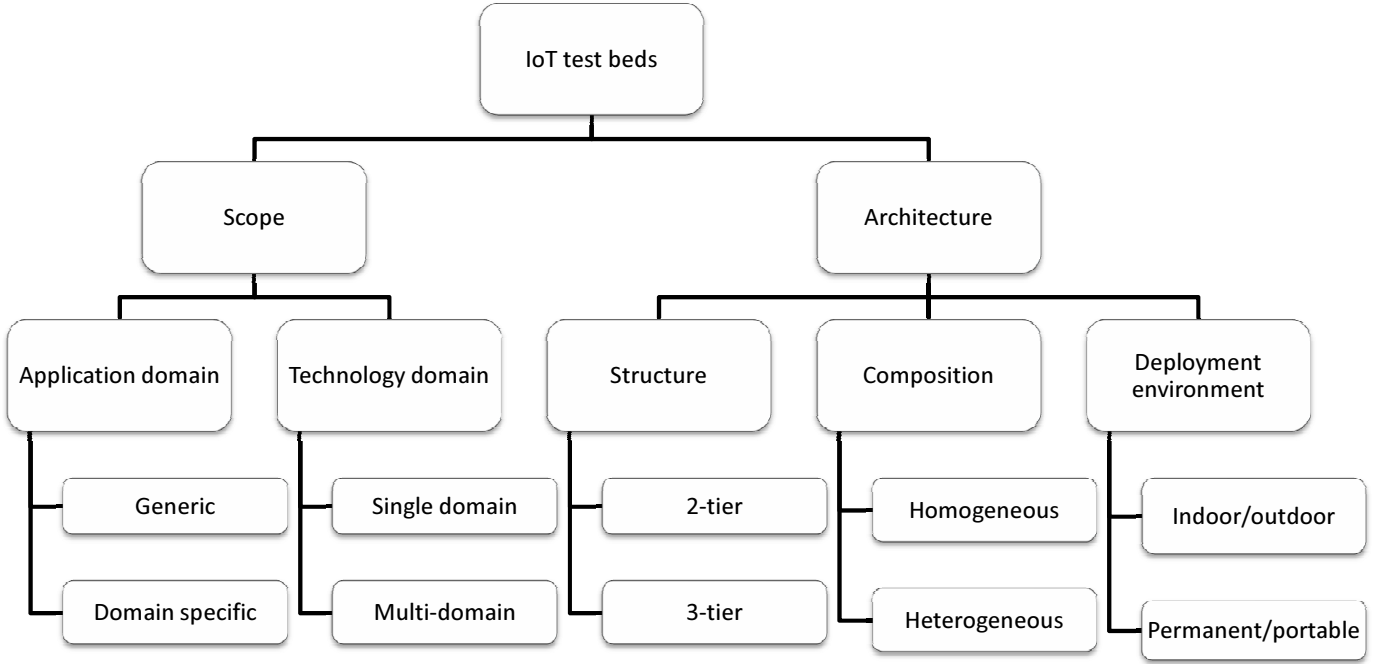 IoT test beds
Scope
Architecture
Application domain
Technology domain
Structure
Composition
Deployment
environment
Generic
Single domain
2-tier
Homogeneous
Indoor/outdoor
Domain specific
Multi-domain
3-tier
Heterogeneous
Permanent/portable